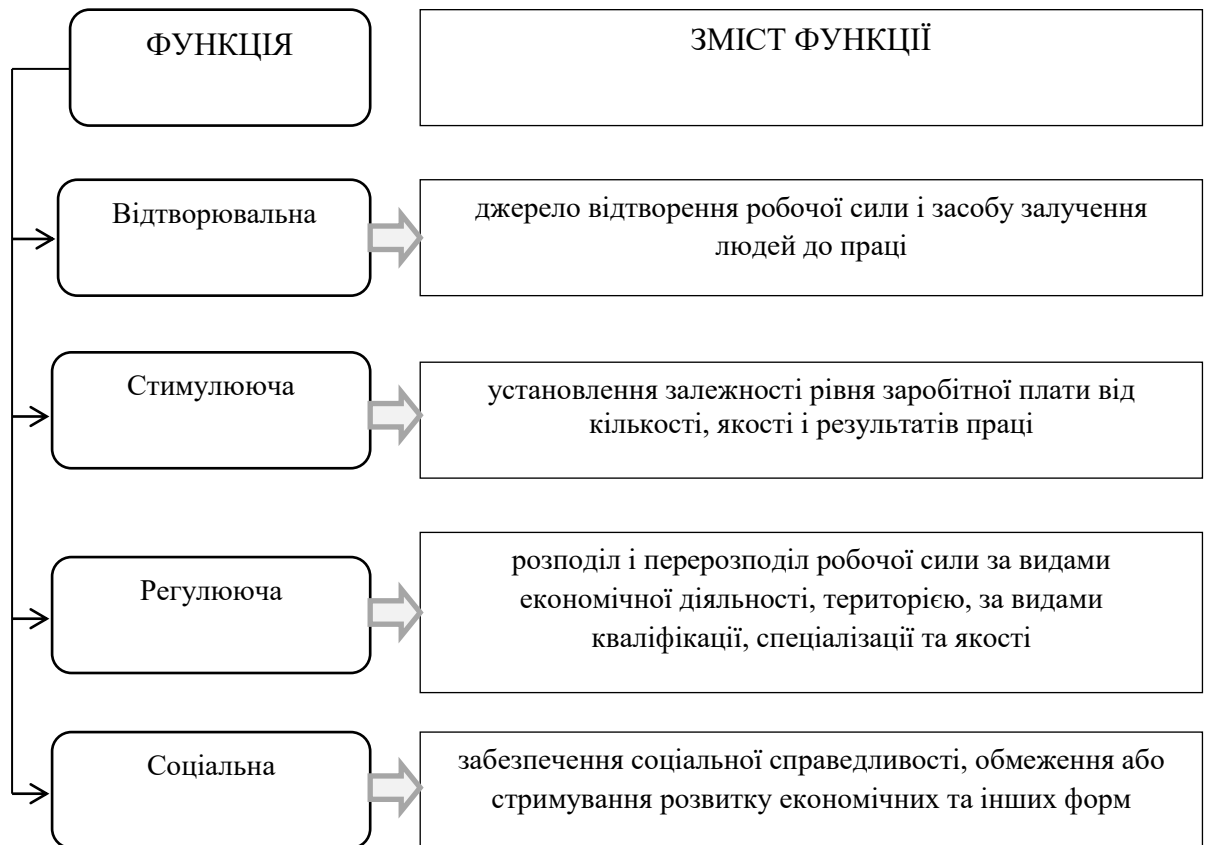 ФУНКЦІЯ
ЗМІСТ ФУНКЦІЇ
Відтворювальна
джерело відтворення робочої сили і засобу залучення
людей до праці
Стимулююча
установлення залежності рівня заробітної плати від
кількості, якості і результатів праці
Регулююча
розподіл і перерозподіл робочої сили за видами
економічної діяльності, територією, за видами
кваліфікації, спеціалізації та якості
Соціальна
забезпечення соціальної справедливості, обмеження або
стримування розвитку економічних та інших форм